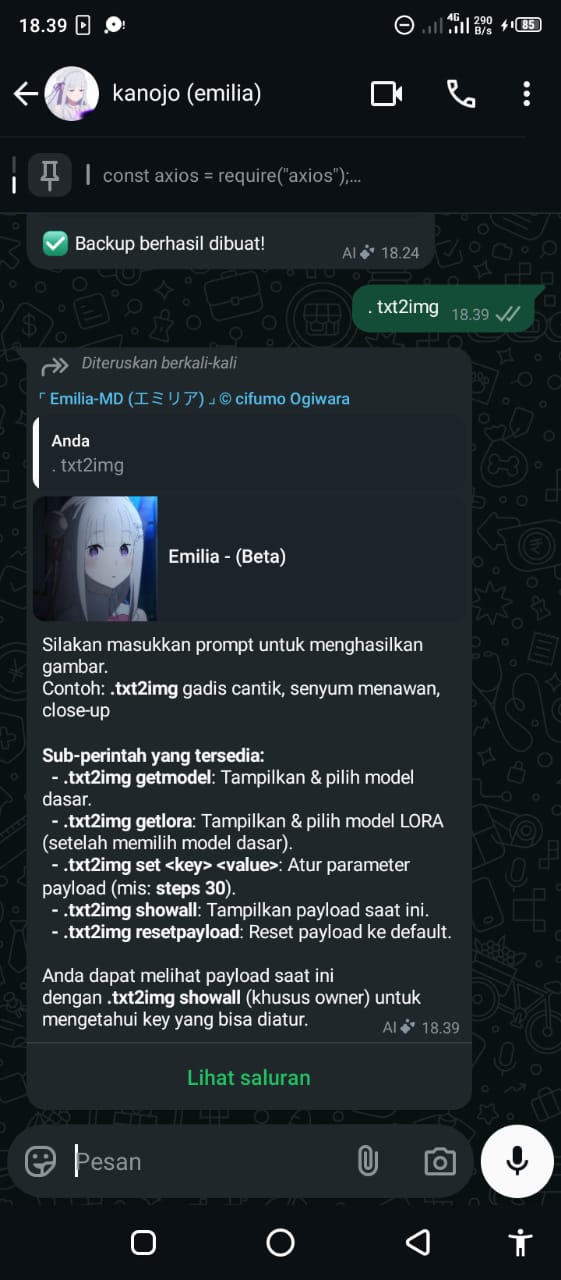 18.39
4G
290
B/s
85
kanojo (emilia)
const axios = require("axios");...
Backup berhasil dibuat!
AI 18.24
. txt2img
18.39
Diteruskan berkali-kali
「 Emilia-MD (エミリア) 」© cifumo Ogiwara
Anda
. txt2img
Emilia - (Beta)
Silakan masukkan prompt untuk menghasilkan
gambar.
Contoh: .txt2img gadis cantik, senyum menawan,
close-up
Sub-perintah yang tersedia:
- .txt2img getmodel: Tampilkan & pilih model
dasar.
- .txt2img getlora: Tampilkan & pilih model LORA
(setelah memilih model dasar).
- .txt2img set <key> <value>: Atur parameter
payload (mis: steps 30).
- .txt2img showall: Tampilkan payload saat ini.
- .txt2img resetpayload: Reset payload ke default.
Anda dapat melihat payload saat ini
dengan .txt2img showall (khusus owner) untuk
mengetahui key yang bisa diatur.
AI 18.39
Lihat saluran
Pesan